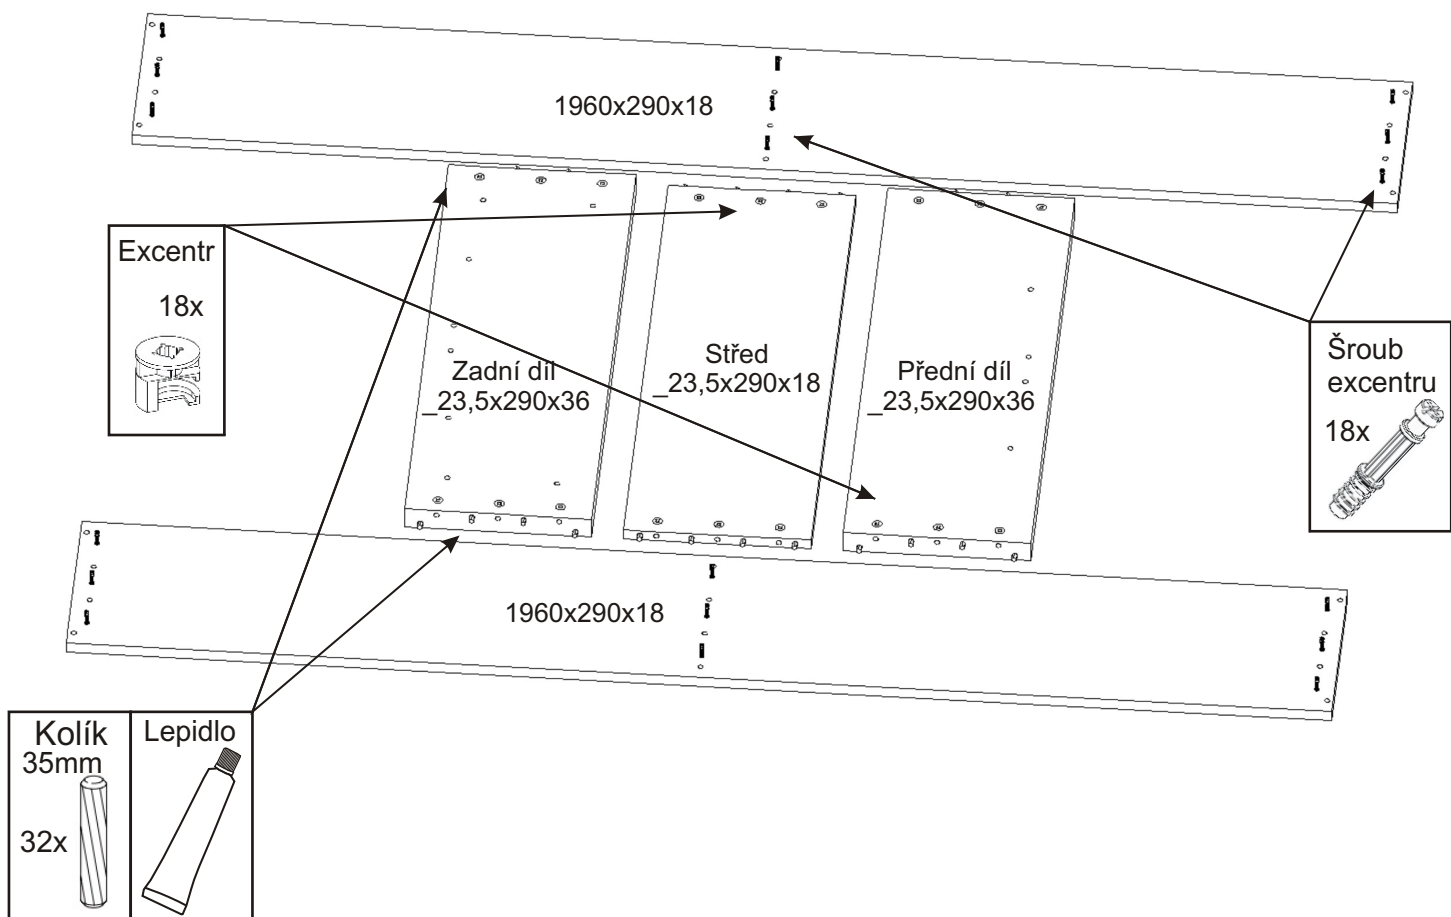 1960x290x18
Excentr
18x
Zadní díl
_23,5x290x36
Střed
_23,5x290x18
Přední díl
_23,5x290x36
Šroub
excentru
18x
1960x290x18
Kolík
35mm
32x
Lepidlo